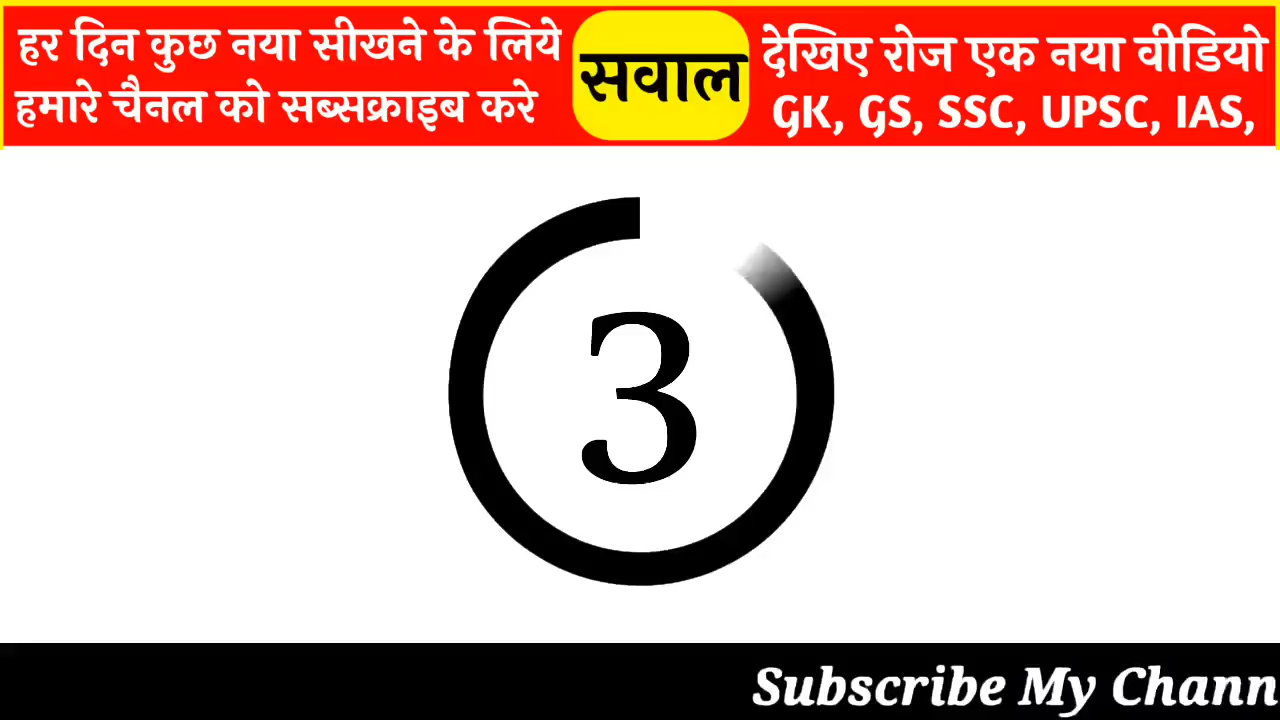 हर दिन कुछ नया सीखने के लिये
हमारे चैनल को सब्सक्राइब करे
सवाल
देखिए रोज एक नया वीडियो
GK, GS, SSC, UPSC, IAS,
3
Subscribe My Chann